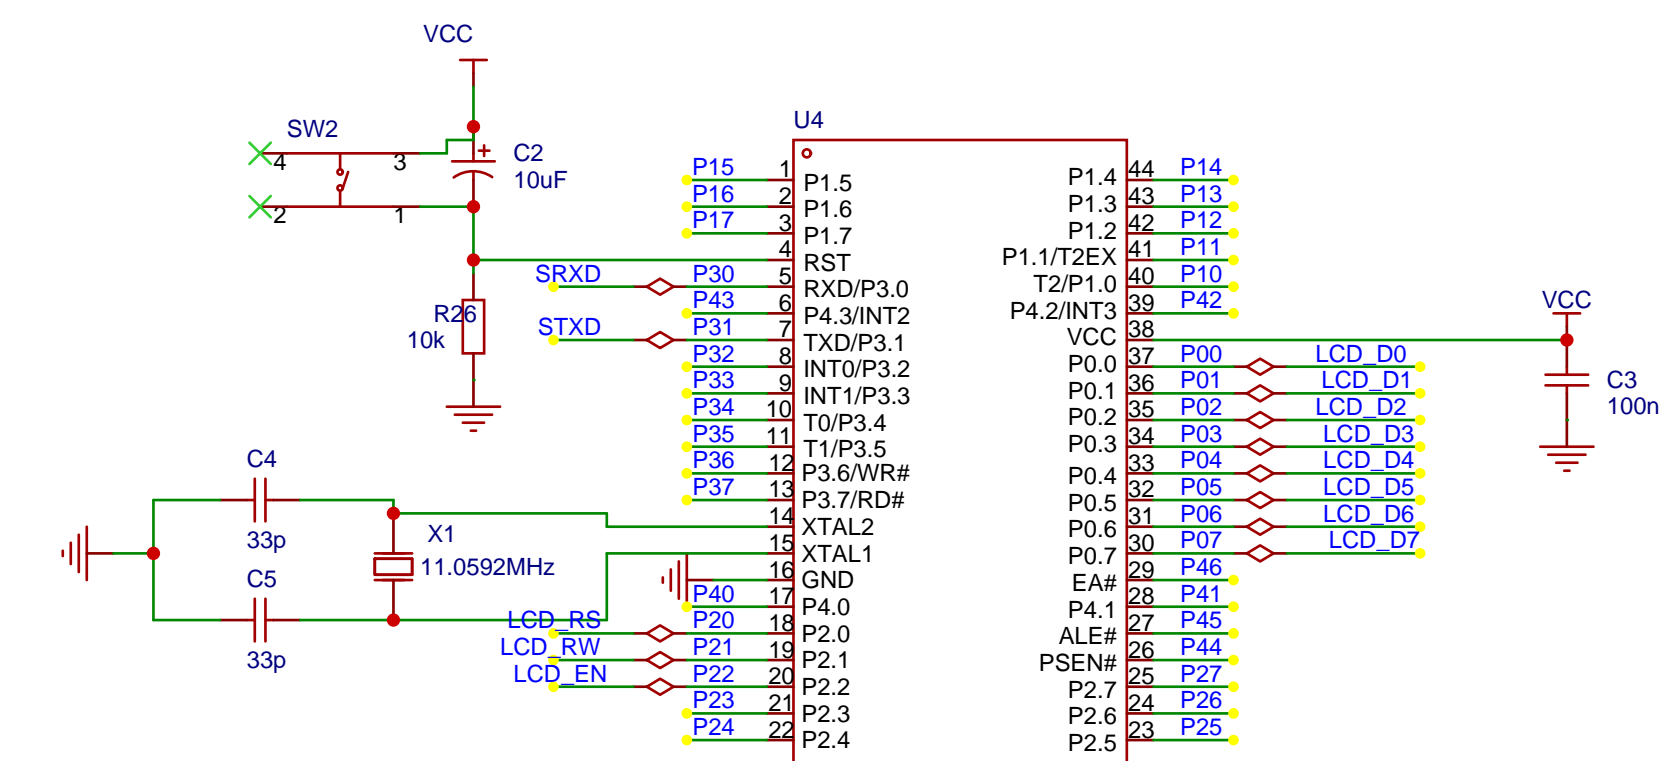 VCC
SW2
4
3
2
1
C2
10uF
R26
10k
C4
33p
C5
33p
X1
11.0592MHz
U4
P15 1 P1.5
P16 2 P1.6
P17 3 P1.7
4 RST
SRXD P30 5 RXD/P3.0
P43 6 P4.3/INT2
STXD P31 7 TXD/P3.1
P32 8 INT0/P3.2
P33 9 INT1/P3.3
P34 10 T0/P3.4
P35 11 T1/P3.5
P36 12 P3.6/WR#
P37 13 P3.7/RD#
14 XTAL2
15 XTAL1
16 GND
P40 17 P4.0
LCD_RS P20 18 P2.0
LCD_RW P21 19 P2.1
LCD_EN P22 20 P2.2
P23 21 P2.3
P24 22 P2.4
P1.4 44 P14
P1.3 43 P13
P1.2 42 P12
P1.1/T2EX 41 P11
T2/P1.0 40 P10
P4.2/INT3 39 P42
VCC 38
P0.0 37 P00 LCD_D0
P0.1 36 P01 LCD_D1
P0.2 35 P02 LCD_D2
P0.3 34 P03 LCD_D3
P0.4 33 P04 LCD_D4
P0.5 32 P05 LCD_D5
P0.6 31 P06 LCD_D6
P0.7 30 P07 LCD_D7
EA# 29 P46
P4.1 28 P41
ALE# 27 P45
PSEN# 26 P44
P2.7 25 P27
P2.6 24 P26
P2.5 23 P25
VCC
C3
100n